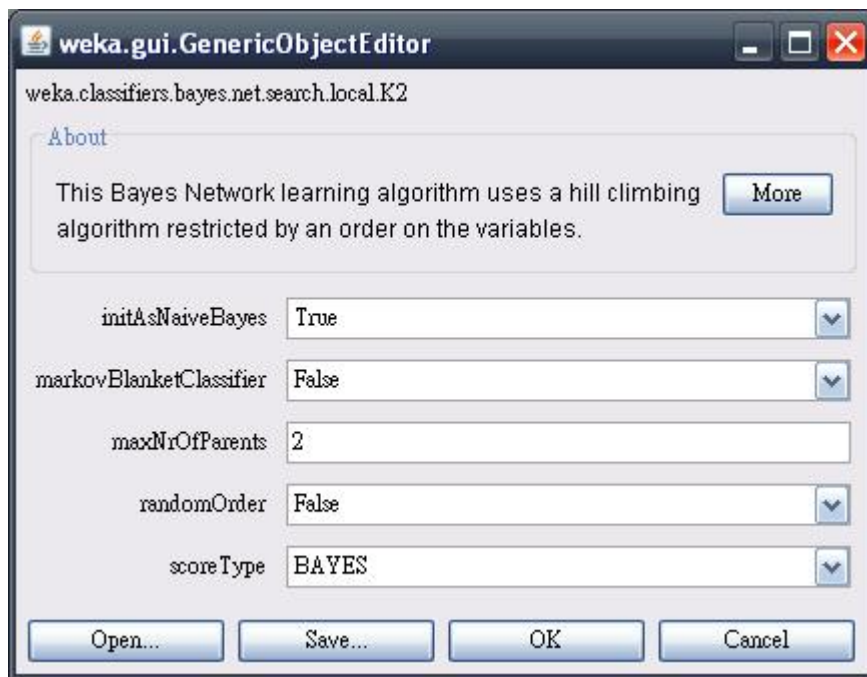 weka.gui.GenericObjectEditor
weka.classifiers.bayes.net.search.local.K2
About
This Bayes Network learning algorithm uses a hill climbing
algorithm restricted by an order on the variables.
More
initAsNaiveBayes True
markovBlanketClassifier False
maxNrOfParents 2
randomOrder False
scoreType BAYES
Open... Save... OK Cancel